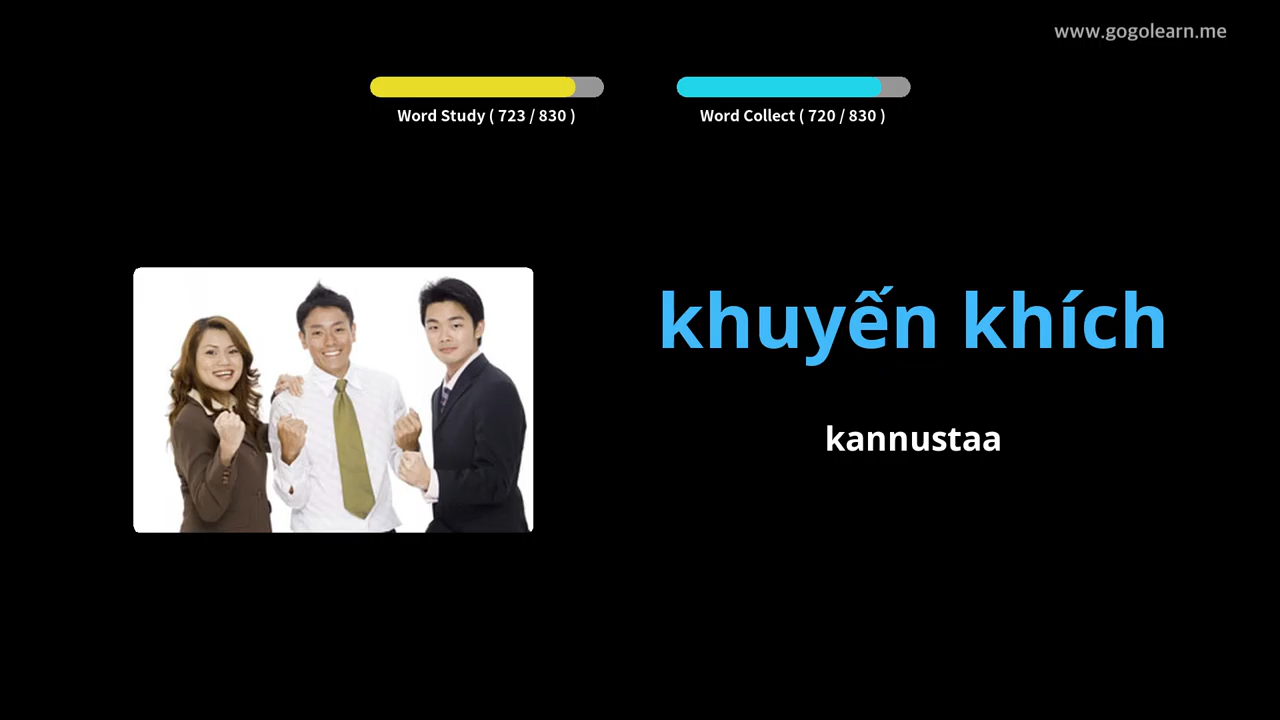 www.gogolearn.me
Word Study ( 723 / 830 )
Word Collect ( 720 / 830 )
khuyến khích
kannustaa